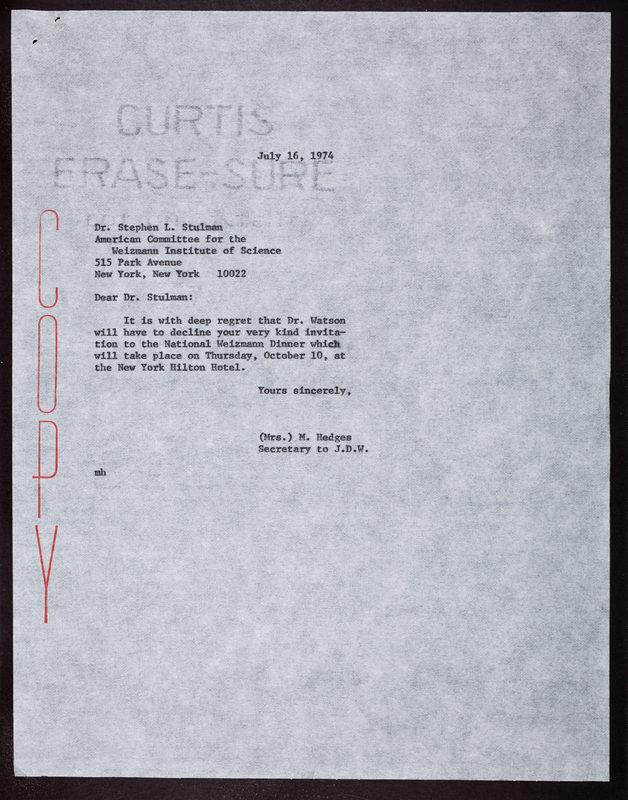 CURTIS
ERASE-SURE
July 16, 1974
COPY
Dr. Stephen L. Stulman
American Committee for the
Weizmann Institute of Science
515 Park Avenue
New York, New York 10022
Dear Dr. Stulman:
It is with deep regret that Dr. Watson
will have to decline your very kind invita-
tion to the National Weizmann Dinner which
will take place on Thursday, October 10, at
the New York Hilton Hotel.
Yours sincerely,
(Mrs.) M. Hedges
Secretary to J.D.W.
mh